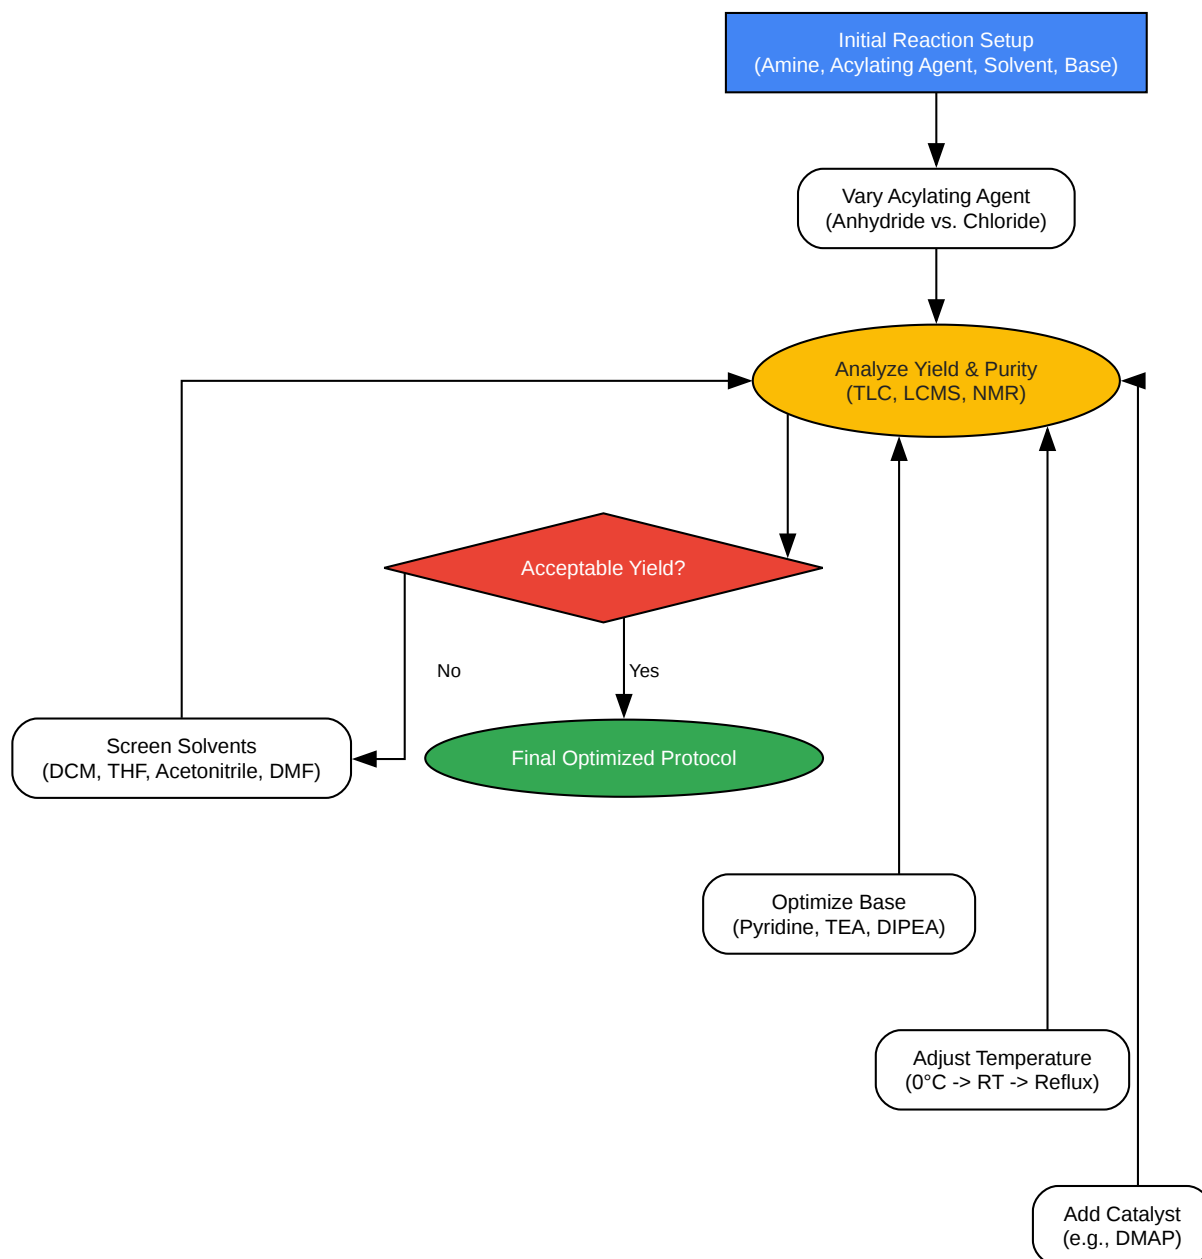 Initial Reaction Setup
(Amine, Acylating Agent, Solvent, Base)
Vary Acylating Agent
(Anhydride vs. Chloride)
Analyze Yield & Purity
(TLC, LCMS, NMR)
Acceptable Yield?
No
Yes
Screen Solvents
(DCM, THF, Acetonitrile, DMF)
Final Optimized Protocol
Optimize Base
(Pyridine, TEA, DIPEA)
Adjust Temperature
(0°C -> RT -> Reflux)
Add Catalyst
(e.g., DMAP)